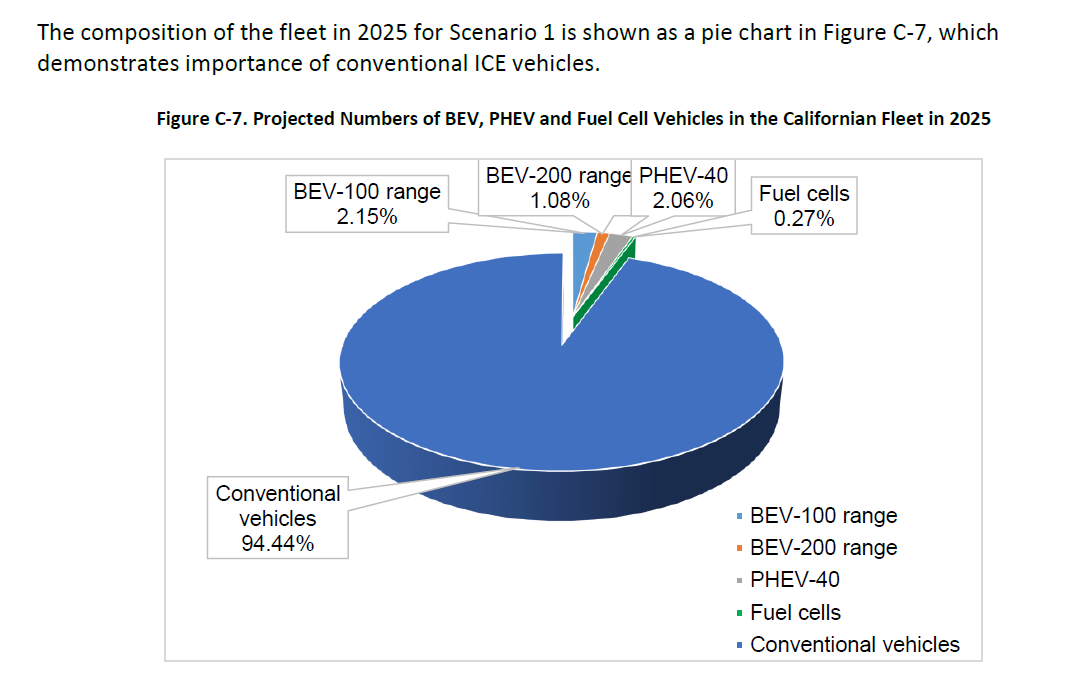 The composition of the fleet in 2025 for Scenario 1 is shown as a pie chart in Figure C-7, which
demonstrates importance of conventional ICE vehicles.
Figure C-7. Projected Numbers of BEV, PHEV and Fuel Cell Vehicles in the Californian Fleet in 2025
BEV-100 range
2.15%
BEV-200 range
1.08%
PHEV-40
2.06%
Fuel cells
0.27%
Conventional
vehicles
94.44%
BEV-100 range
BEV-200 range
PHEV-40
Fuel cells
Conventional vehicles